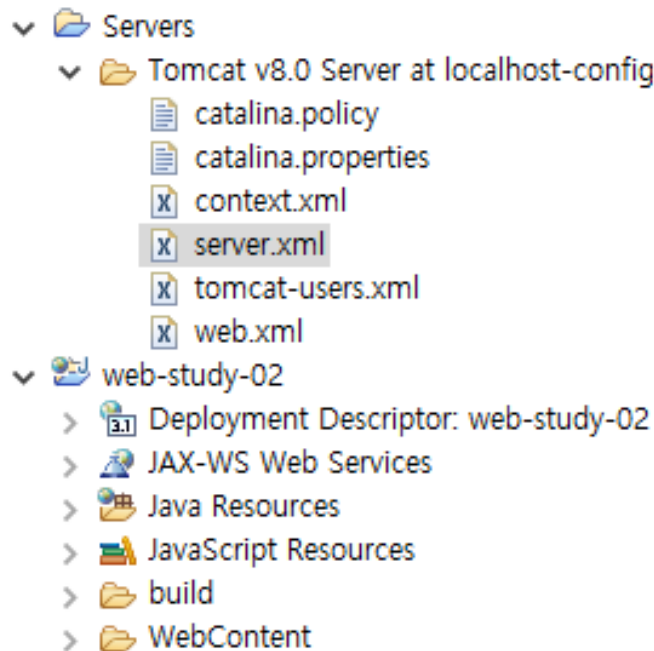 Servers
Tomcat v8.0 Server at localhost-config
catalina.policy
catalina.properties
context.xml
server.xml
tomcat-users.xml
web.xml
web-study-02
Deployment Descriptor: web-study-02
JAX-WS Web Services
Java Resources
JavaScript Resources
build
WebContent